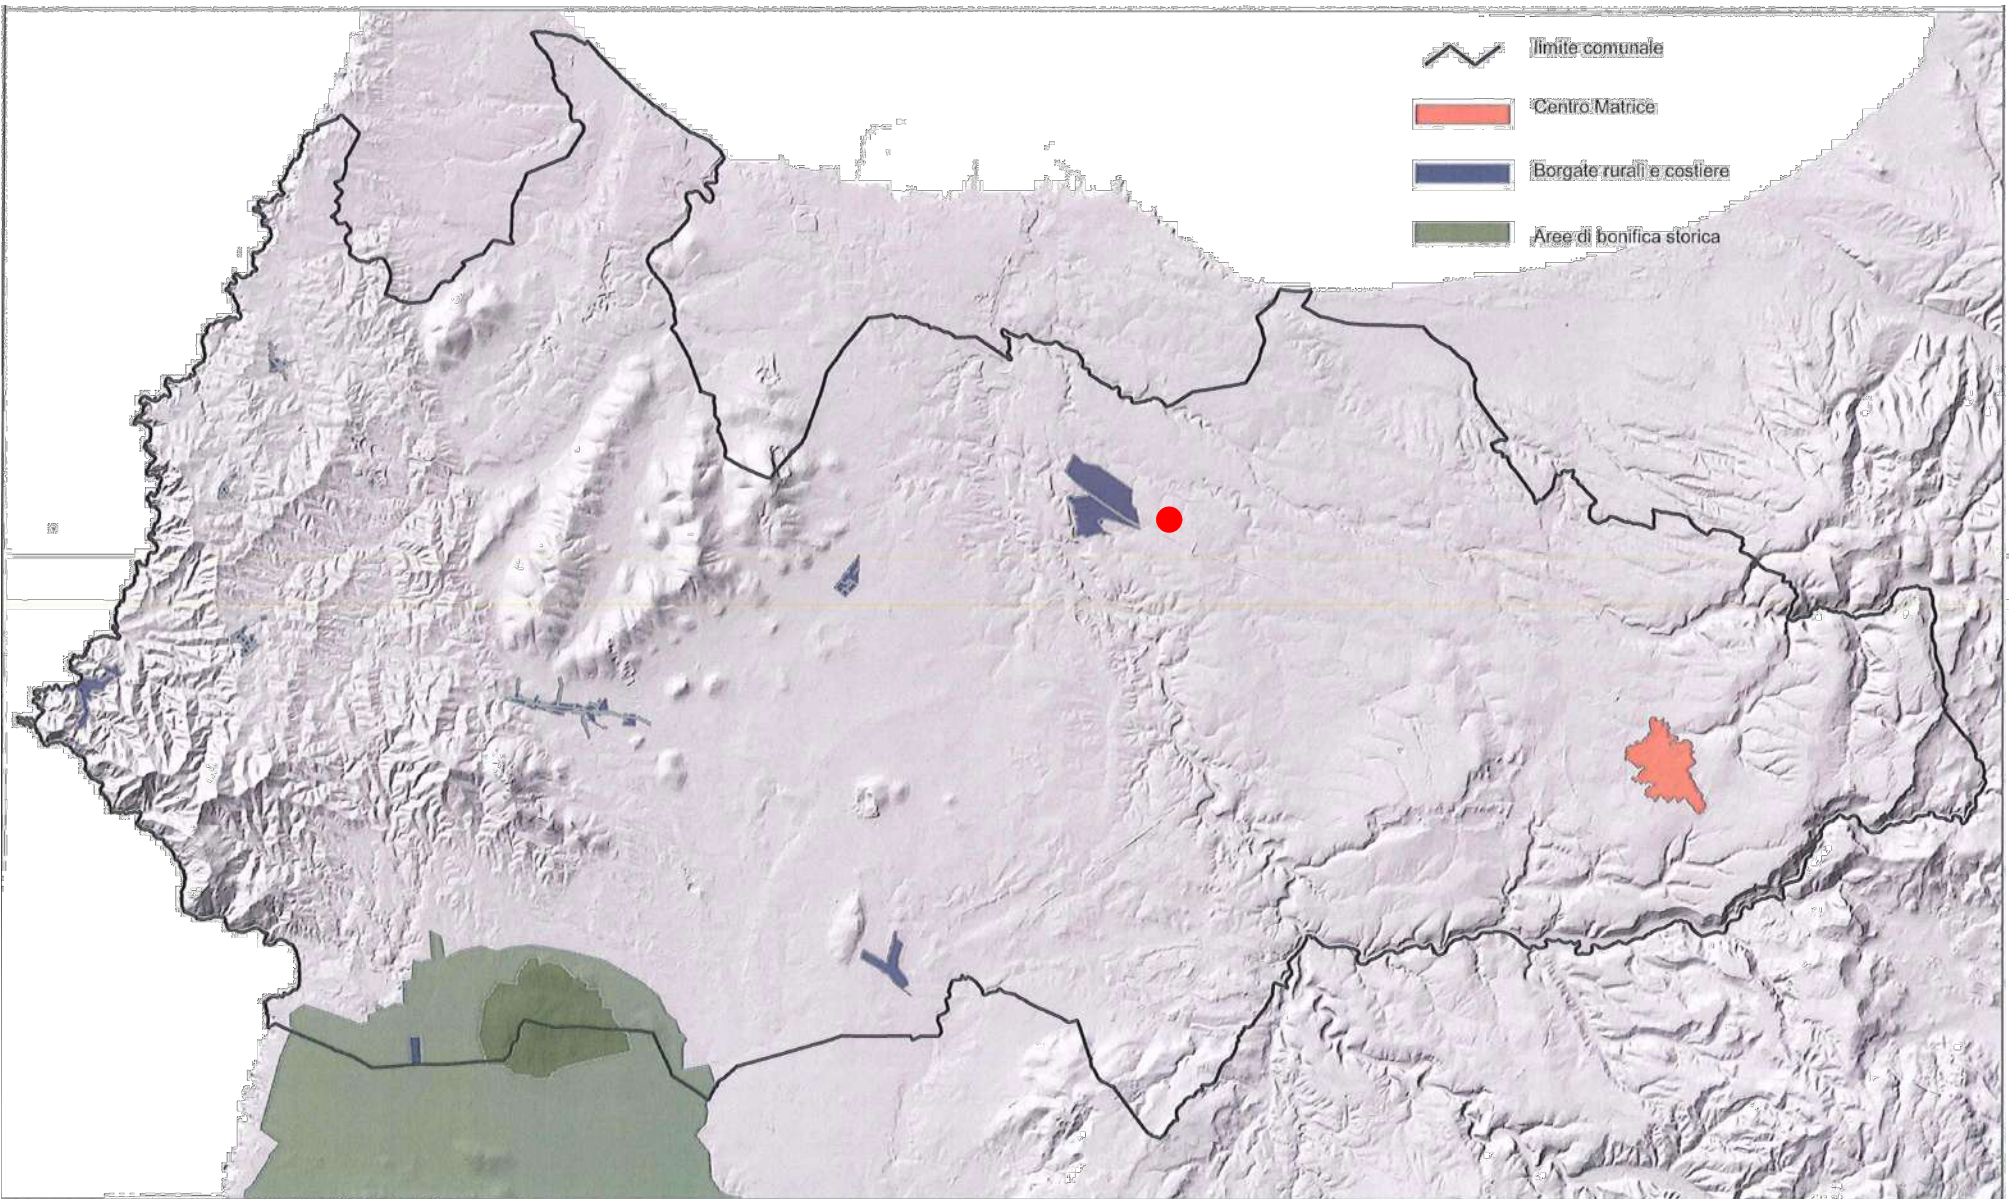 limite comunale
Centro Matrice
Borgate rurali e costiere
Aree di bonifica storica